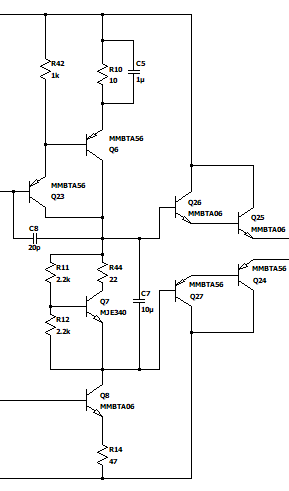 R42
1k
R10
10
C5
1µ
MMBTA56
Q6
MMBTA56
Q23
Q26
MMBTA06
Q25
MMBTA06
C8
20p
R11
2.2k
R44
22
MMBTA56
Q24
MMBTA56
Q27
C7
10µ
Q7
MJE340
R12
2.2k
Q8
MMBTA06
R14
47